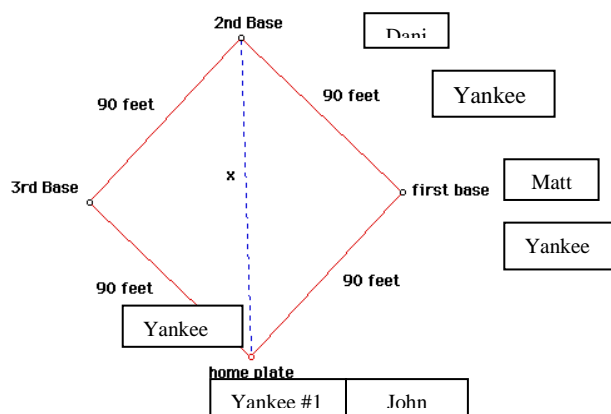 2nd Base
Dani
90 feet
90 feet
Yankee
x
3rd Base
first base
Matt
Yankee
90 feet
90 feet
Yankee
home plate
Yankee #1 John